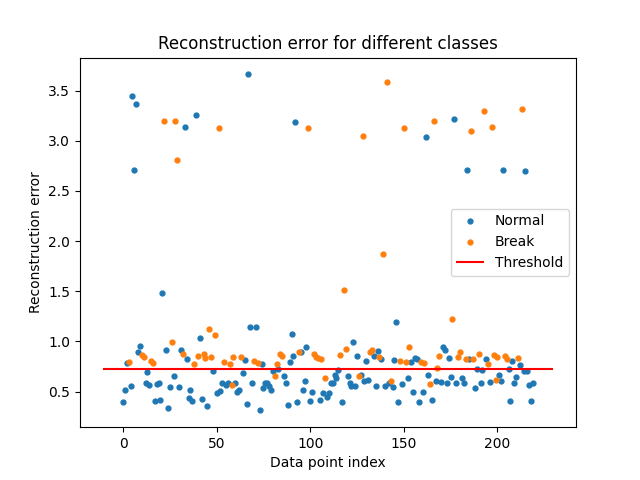 Reconstruction error for different classes
Reconstruction error
3.5
3.0
2.5
2.0
1.5
1.0
0.5
Normal
Break
Threshold
0 50 100 150 200
Data point index